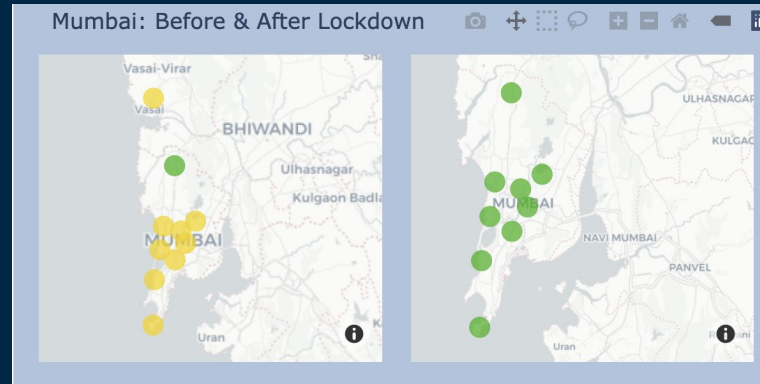 Mumbai: Before & After Lockdown
Vasai-Virar
Vasai
BHIWANDI
Ulhasnagar
Kulgaon Badla
MUMBAI
Uran
ULHASNAGAR
KULGAO
MUMBAI
NAVI MUMBAI
PANVEL
Uran